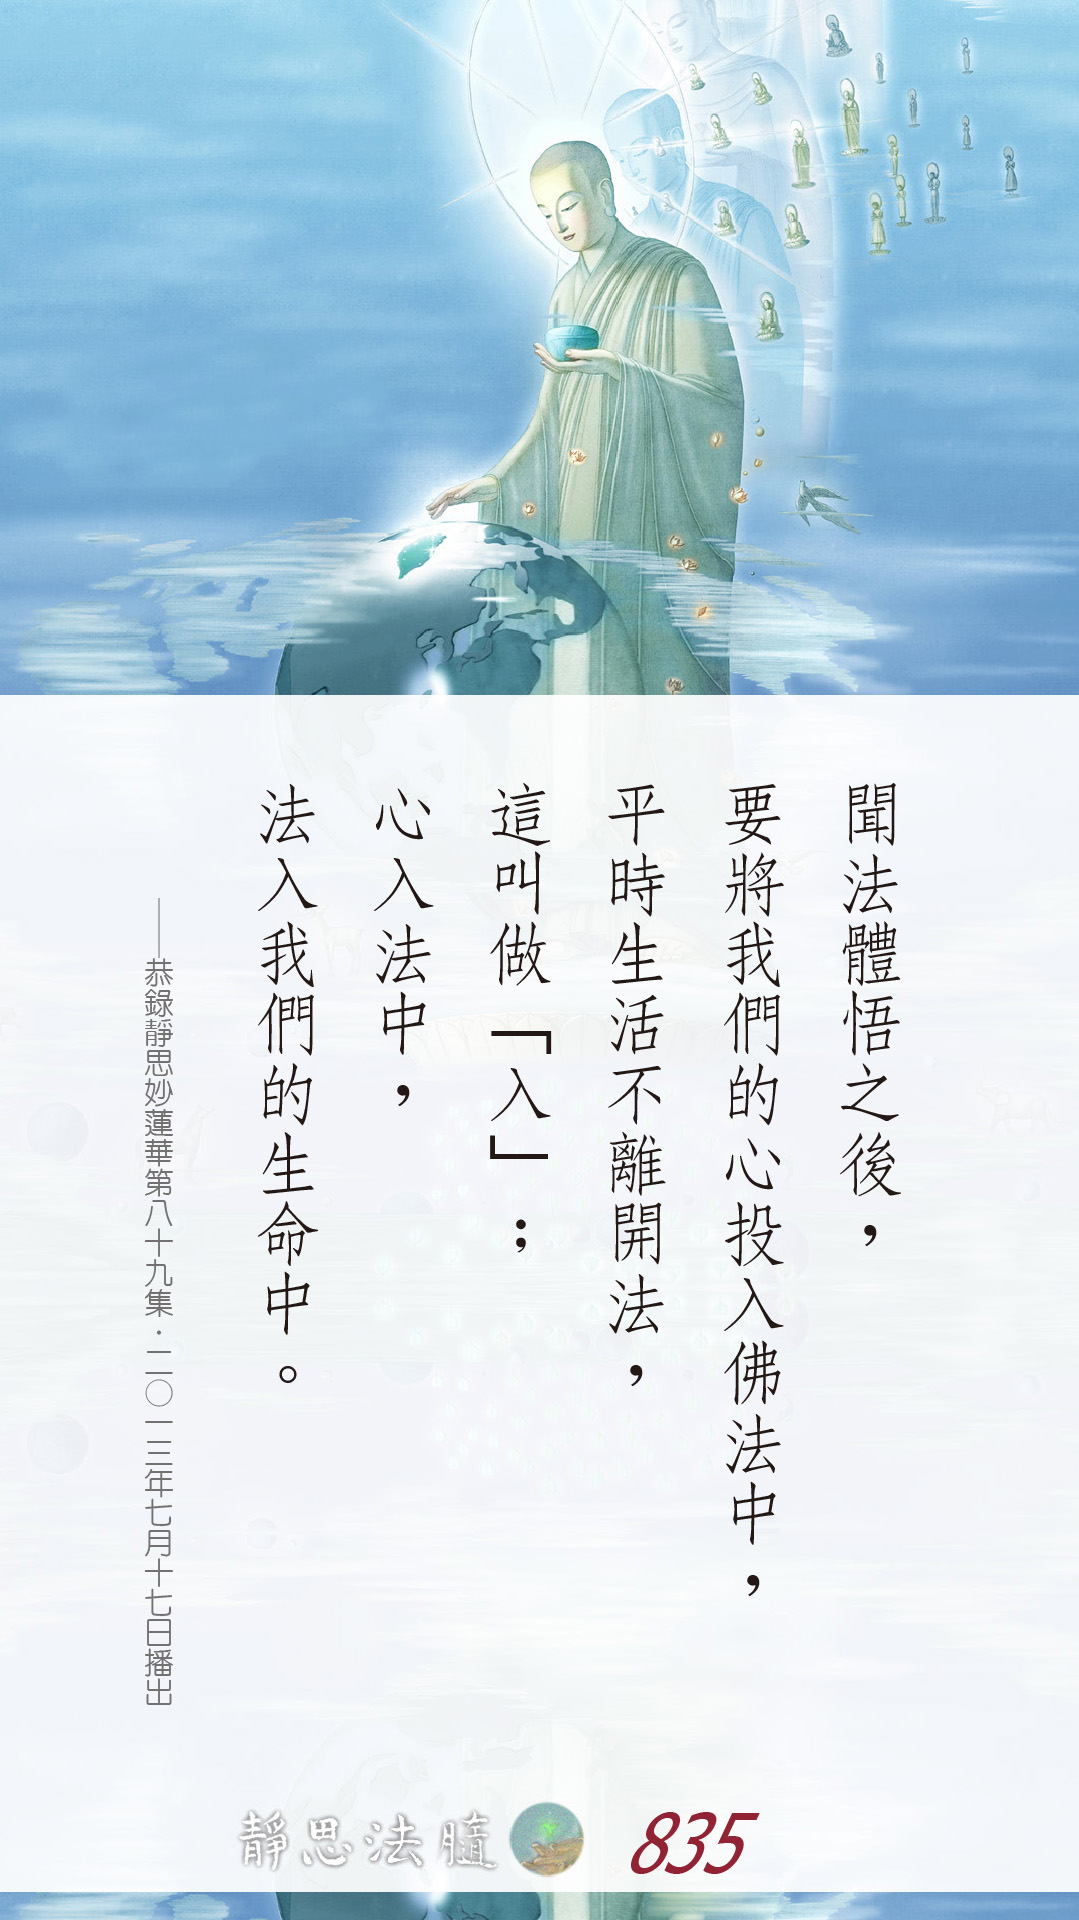 聞法體悟之後，
要將我們的心投入佛法中，
平時生活不離開法，
這叫做「入」；
心入法中，
法入我們的生命中。
——恭錄靜思妙蓮華第八十九集·二〇一三年七月十七日播出
靜思法髓
835